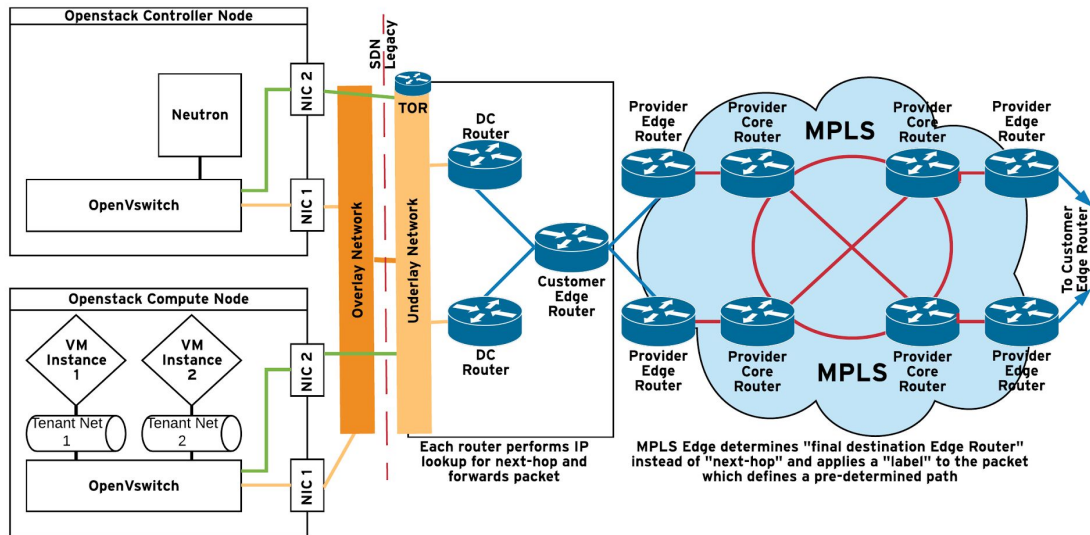 Openstack Controller Node
Neutron
OpenVswitch
NIC 2
NIC 1
Openstack Compute Node
VM
Instance
1
VM
Instance
2
Tenant Net
1
Tenant Net
2
OpenVswitch
NIC 2
NIC 1
Overlay Network
SDN
Legacy
TOR
Underlay Network
DC
Router
DC
Router
Customer
Edge
Router
Each router performs IP
lookup for next-hop and
forwards packet
Provider
Edge
Router
Provider
Core
Router
MPLS
Provider
Core
Router
Provider
Edge
Router
Provider
Edge
Router
Provider
Core
Router
MPLS
Provider
Core
Router
Provider
Edge
Router
To Customer
Edge Router
MPLS Edge determines "final destination Edge Router"
instead of "next-hop" and applies a "label" to the packet
which defines a pre-determined path